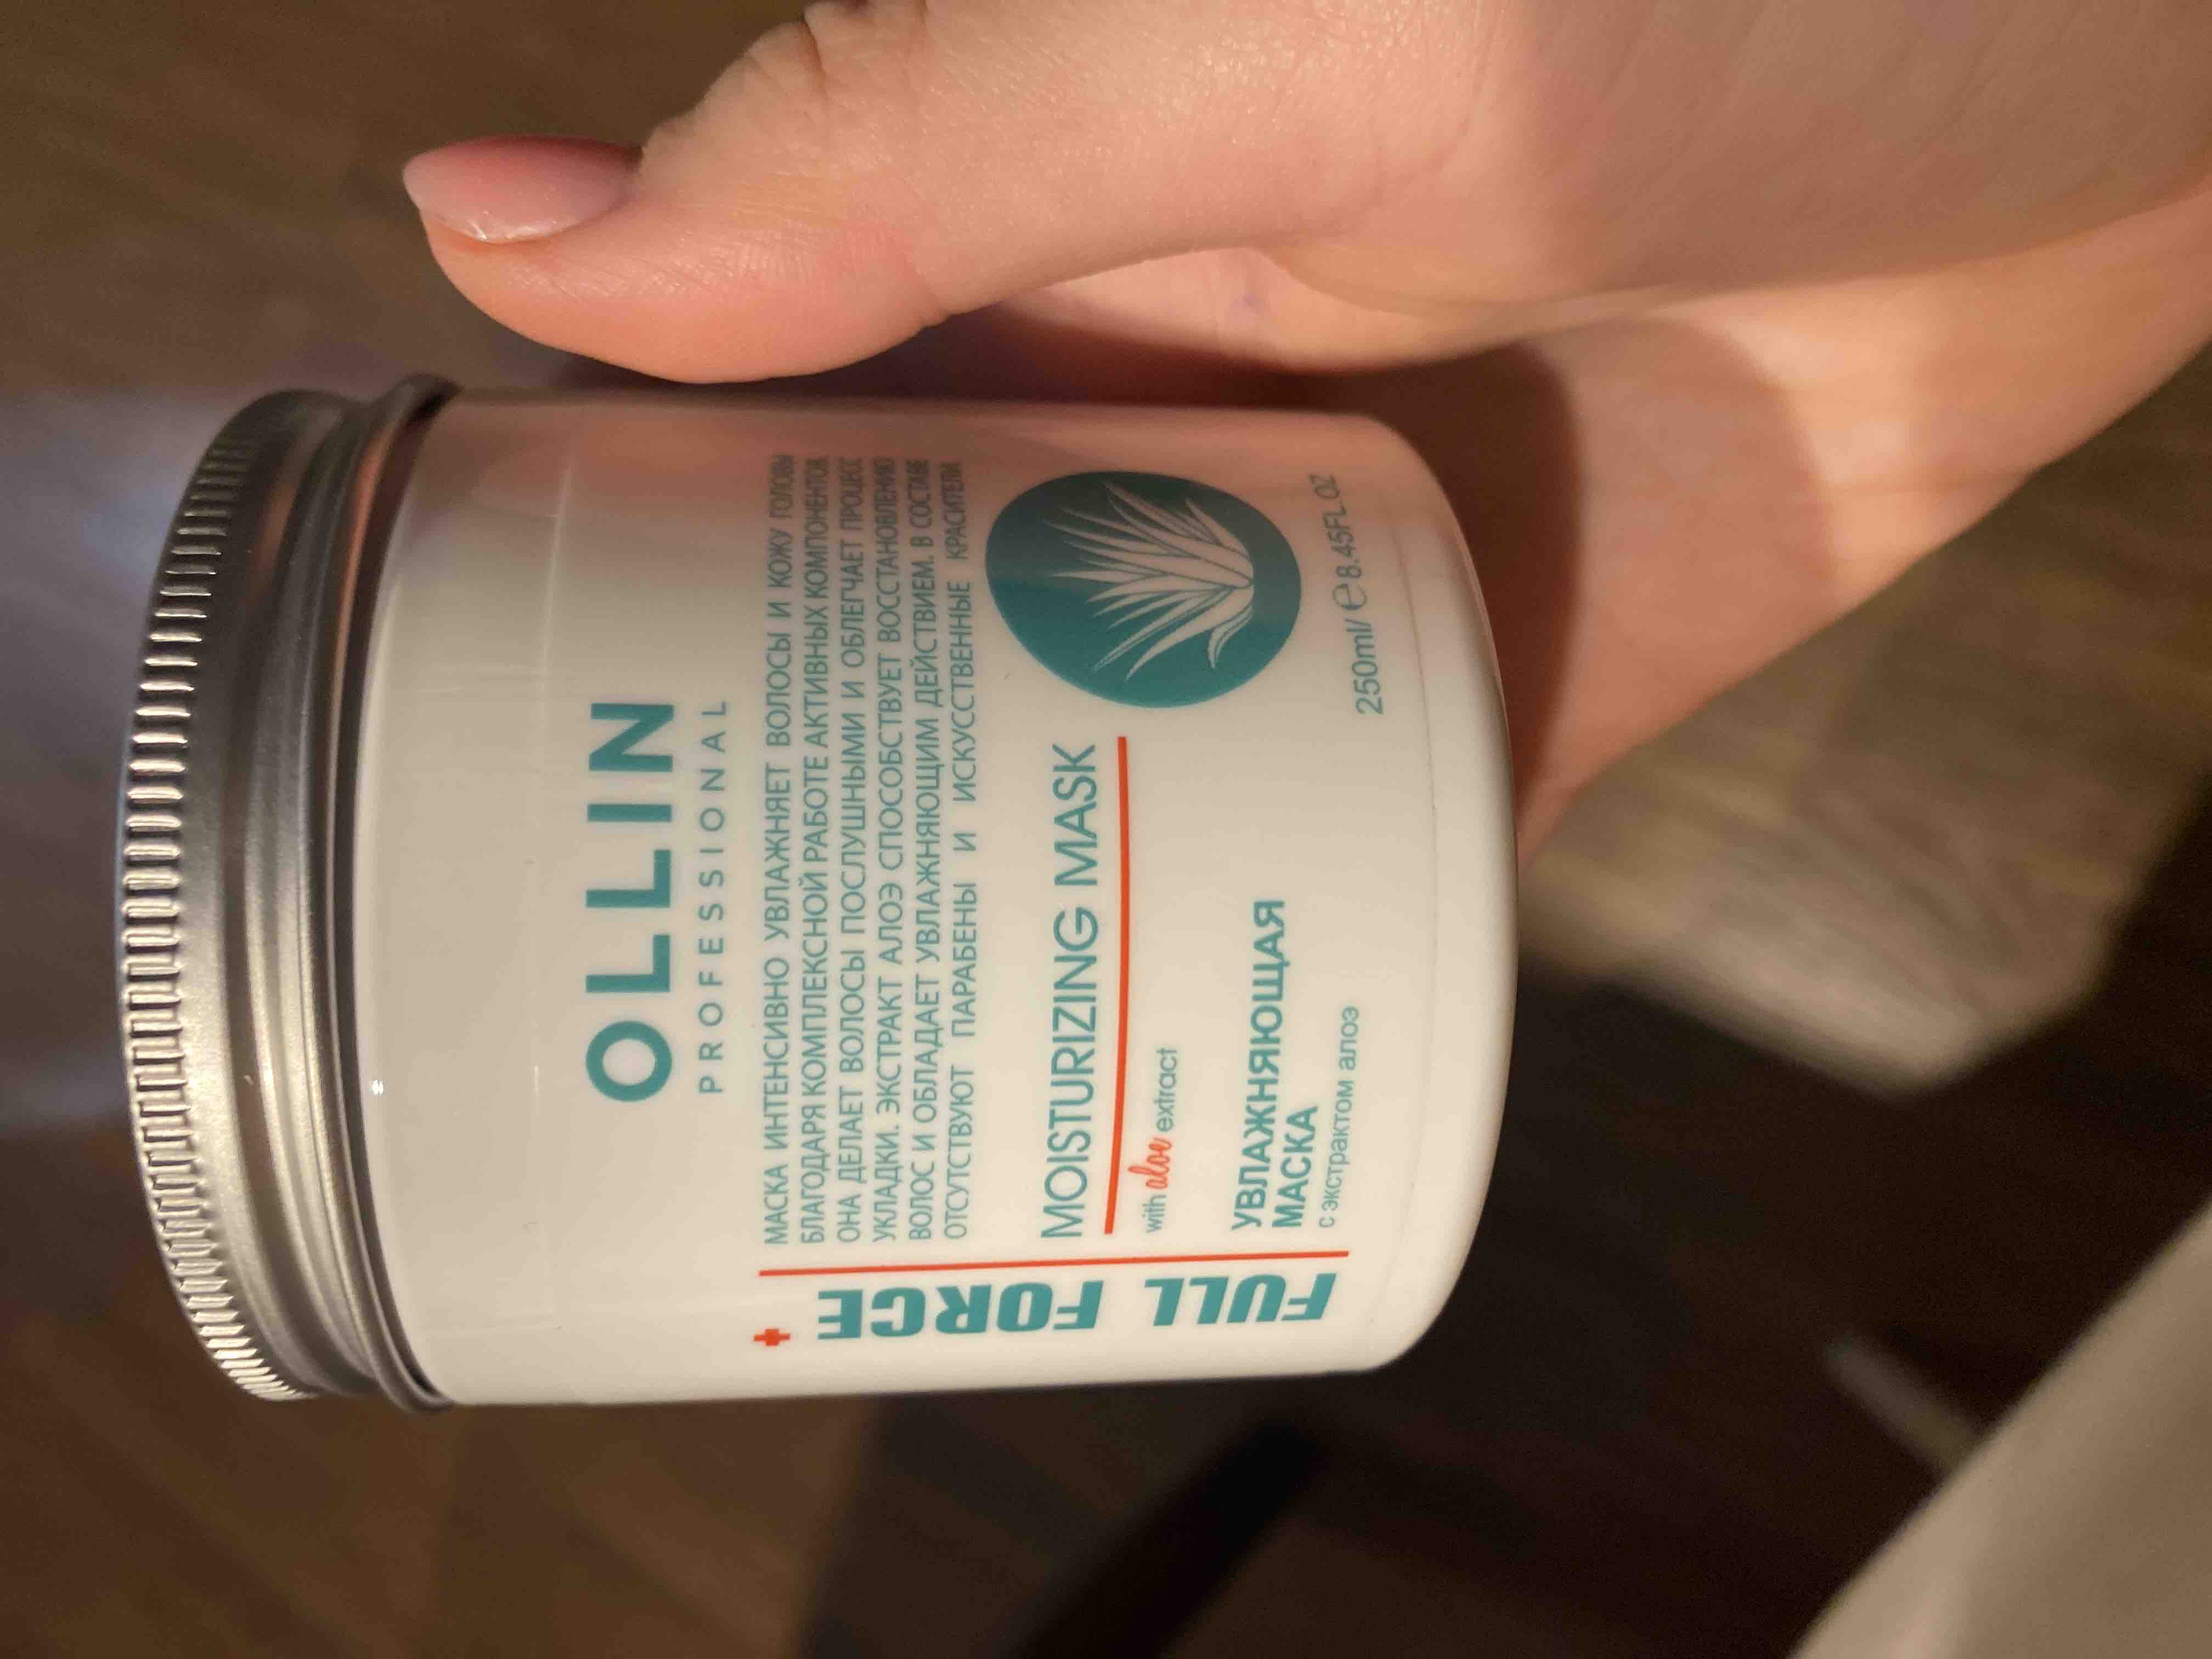 OLLIN
PROFESSIONAL
МАСКА ИНТЕНСИВНО УВЛАЖНЯЕТ ВОЛОСЫ И КОЖУ ГОЛОВЫ
БЛАГОДАРЯ КОМПЛЕКСНОЙ РАБОТЕ АКТИВНЫХ КОМПОНЕНТОВ.
ОНА ДЕЛАЕТ ВОЛОСЫ ПОСЛУШНЫМИ И ОБЛЕГЧАЕТ ПРОЦЕСС
УКЛАДКИ. ЭКСТРАКТ АЛОЭ СПОСОБСТВУЕТ ВОССТАНОВЛЕНИЮ
ВОЛОС И ОБЛАДАЕТ УВЛАЖНЯЮЩИМ ДЕЙСТВИЕМ. В СОСТАВЕ
ОТСУТСТВУЮТ ПАРАБЕНЫ И ИСКУССТВЕННЫЕ КРАСИТЕЛИ
MOISTURIZING MASK
with aloe extract
УВЛАЖНЯЮЩАЯ
МАСКА
с экстрактом алоэ
250ml/ e 8.45FL.OZ
FULL FORCE +